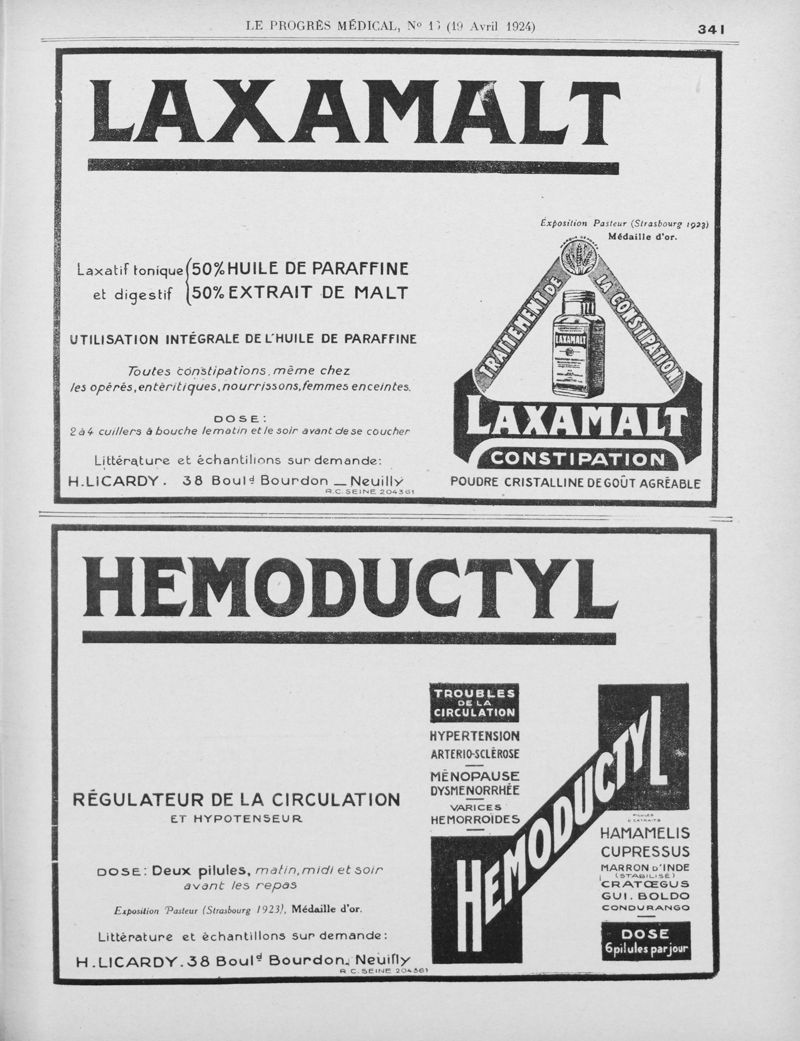 LE PROGRÈS MÉDICAL, Nº (19 Avril 1924)
341
LAXAMALT
Exposition Pasteur (Strasbourg 1923)
Médaille d'or.
Laxatif tonique 50% HUILE DE PARAFFINE
et digestif 50% EXTRAIT DE MALT
UTILISATION INTÉGRALE DE L'HUILE DE PARAFFINE
Toutes constipations, même chez
les opérés, entéritiques, nourrissons, femmes enceintes.
DOSE:
2 à 4 cuillers à bouche le matin et le soir avant de se coucher
Littérature et échantillons sur demande:
H. LICARDY. 38 Boulᵈ Bourdon _ Neuilly
R.C. SEINE 204361
TRAITEMENT DE
LA CONSTIPATION
LAXAMALT
LAXAMALT
CONSTIPATION
POUDRE CRISTALLINE DE GOÛT AGRÉABLE
HEMODUCTYL
RÉGULATEUR DE LA CIRCULATION
ET HYPOTENSEUR
DOSE: Deux pilules, matin, midi et soir
avant les repas
Exposition Pasteur (Strasbourg 1923), Médaille d'or.
Littérature et échantillons sur demande:
H. LICARDY. 38 Boulᵈ Bourdon. Neuilly
R.C. SEINE 204361
TROUBLES
DE LA
CIRCULATION
HYPERTENSION
ARTERIO-SCLÉROSE
MÉNOPAUSE
DYSMENORRHÉE
VARICES
HEMORROÏDES
HEMODUCTYL
HAMAMELIS
CUPRESSUS
MARRON D'INDE
(STABILISÉ)
CRATŒGUS
GUI. BOLDO
CONDURANGO
DOSE
6 pilules par jour